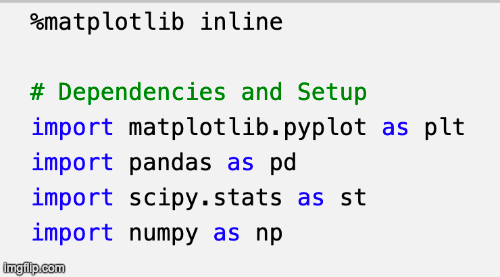 %matplotlib inline
# Dependencies and Setup
import matplotlib.pyplot as plt
import pandas as pd
import scipy.stats as st
import numpy as np
imgflip.com